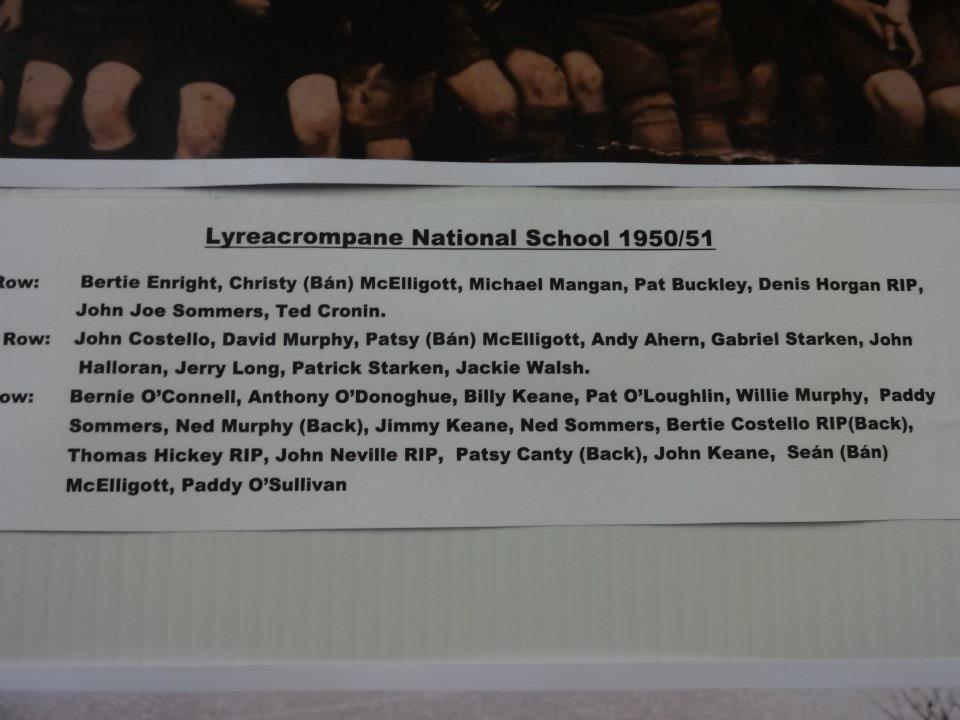 Lyreacrompane National School 1950/51
Row: Bertie Enright, Christy (Bán) McElligott, Michael Mangan, Pat Buckley, Denis Horgan RIP,
John Joe Sommers, Ted Cronin.
Row: John Costello, David Murphy, Patsy (Bán) McElligott, Andy Ahern, Gabriel Starken, John
Halloran, Jerry Long, Patrick Starken, Jackie Walsh.
ow: Bernie O'Connell, Anthony O'Donoghue, Billy Keane, Pat O'Loughlin, Willie Murphy, Paddy
Sommers, Ned Murphy (Back), Jimmy Keane, Ned Sommers, Bertie Costello RIP(Back),
Thomas Hickey RIP, John Neville RIP, Patsy Canty (Back), John Keane, Seán (Bán)
McElligott, Paddy O'Sullivan